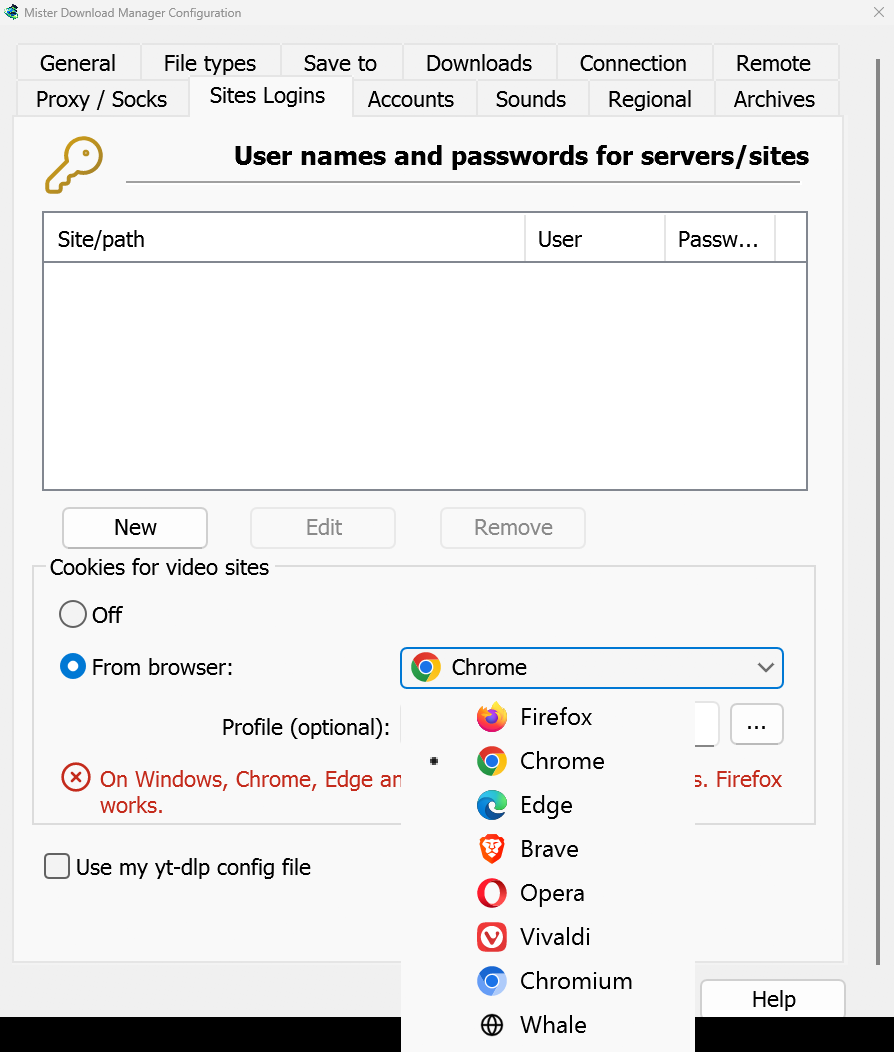 Mister Download Manager Configuration
General File types Save to Downloads Connection Remote
Proxy / Socks Sites Logins Accounts Sounds Regional Archives
User names and passwords for servers/sites
Site/path User Passw...
New Edit Remove
Cookies for video sites
Off
From browser: Chrome
Firefox
Profile (optional): ...
Chrome
On Windows, Chrome, Edge an s. Firefox
works.
Edge
Brave
Use my yt-dlp config file
Opera
Vivaldi
Chromium
Help
Whale